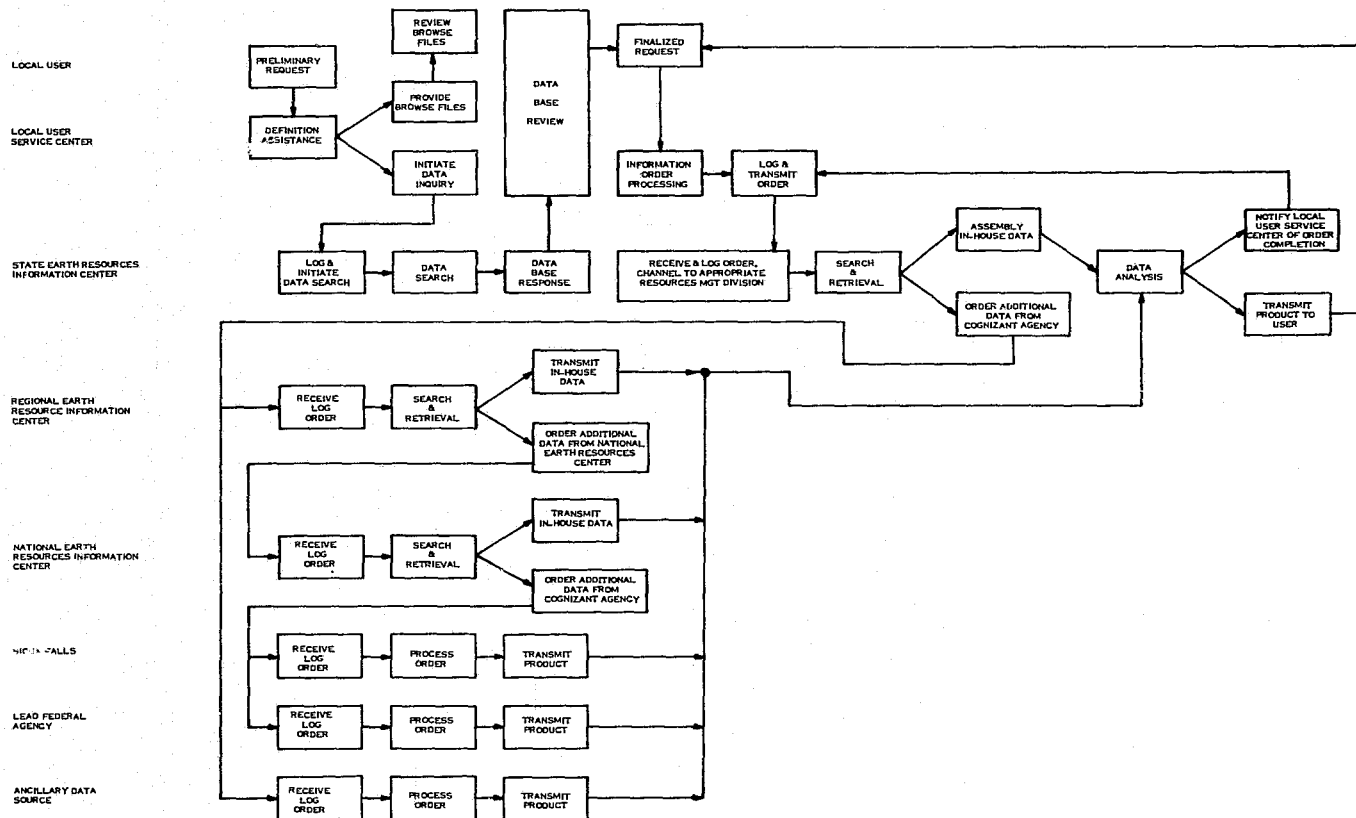 LOCAL USER
PRELIMINARY
REQUEST
REVIEW
BROWSE
FILES
DATA
BASE
REVIEW
FINALIZED
REQUEST
LOCAL USER
SERVICE CENTER
DEFINITION
ASSISTANCE
PROVIDE
BROWSE FILES
INITIATE
DATA
INQUIRY
INFORMATION
ORDER
PROCESSING
LOG &
TRANSMIT
ORDER
STATE EARTH RESOURCES
INFORMATION CENTER
LOG &
INITIATE
DATA SEARCH
DATA
SEARCH
DATA
BASE
RESPONSE
RECEIVE & LOG ORDER,
CHANNEL TO APPROPRIATE
RESOURCES MGT DIVISION
SEARCH
&
RETRIEVAL
ASSEMBLY
IN-HOUSE DATA
ORDER ADDITIONAL
DATA FROM
COGNIZANT AGENCY
DATA
ANALYSIS
NOTIFY LOCAL
USER SERVICE
CENTER OF ORDER
COMPLETION
TRANSMIT
PRODUCT TO
USER
REGIONAL EARTH
RESOURCE INFORMATION
CENTER
RECEIVE
LOG
ORDER
SEARCH
&
RETRIEVAL
TRANSMIT
IN-HOUSE
DATA
ORDER ADDITIONAL
DATA FROM NATIONAL
EARTH RESOURCES
CENTER
NATIONAL EARTH
RESOURCES INFORMATION
CENTER
RECEIVE
LOG
ORDER
SEARCH
&
RETRIEVAL
TRANSMIT
IN-HOUSE DATA
ORDER ADDITIONAL
DATA FROM
COGNIZANT AGENCY
SIOUX FALLS
RECEIVE
LOG
ORDER
PROCESS
ORDER
TRANSMIT
PRODUCT
LEAD FEDERAL
AGENCY
RECEIVE
LOG
ORDER
PROCESS
ORDER
TRANSMIT
PRODUCT
ANCILLARY DATA
SOURCE
RECEIVE
LOG
ORDER
PROCESS
ORDER
TRANSMIT
PRODUCT